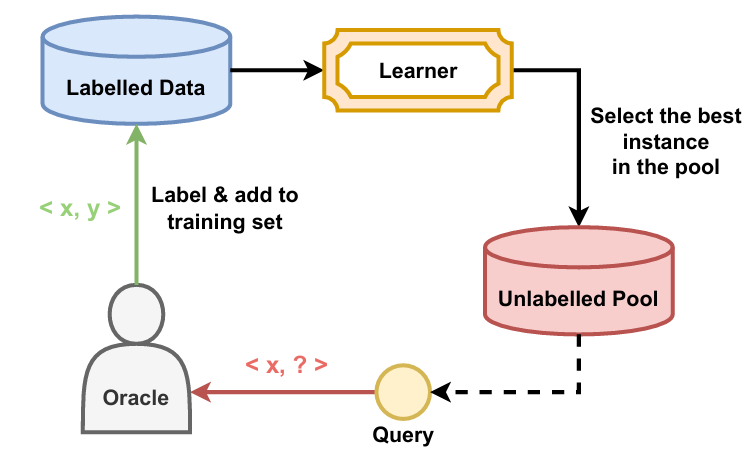 Labelled Data
Learner
Select the best
instance
in the pool
< x, y >
Label & add to
training set
Unlabelled Pool
< x, ? >
Oracle
Query